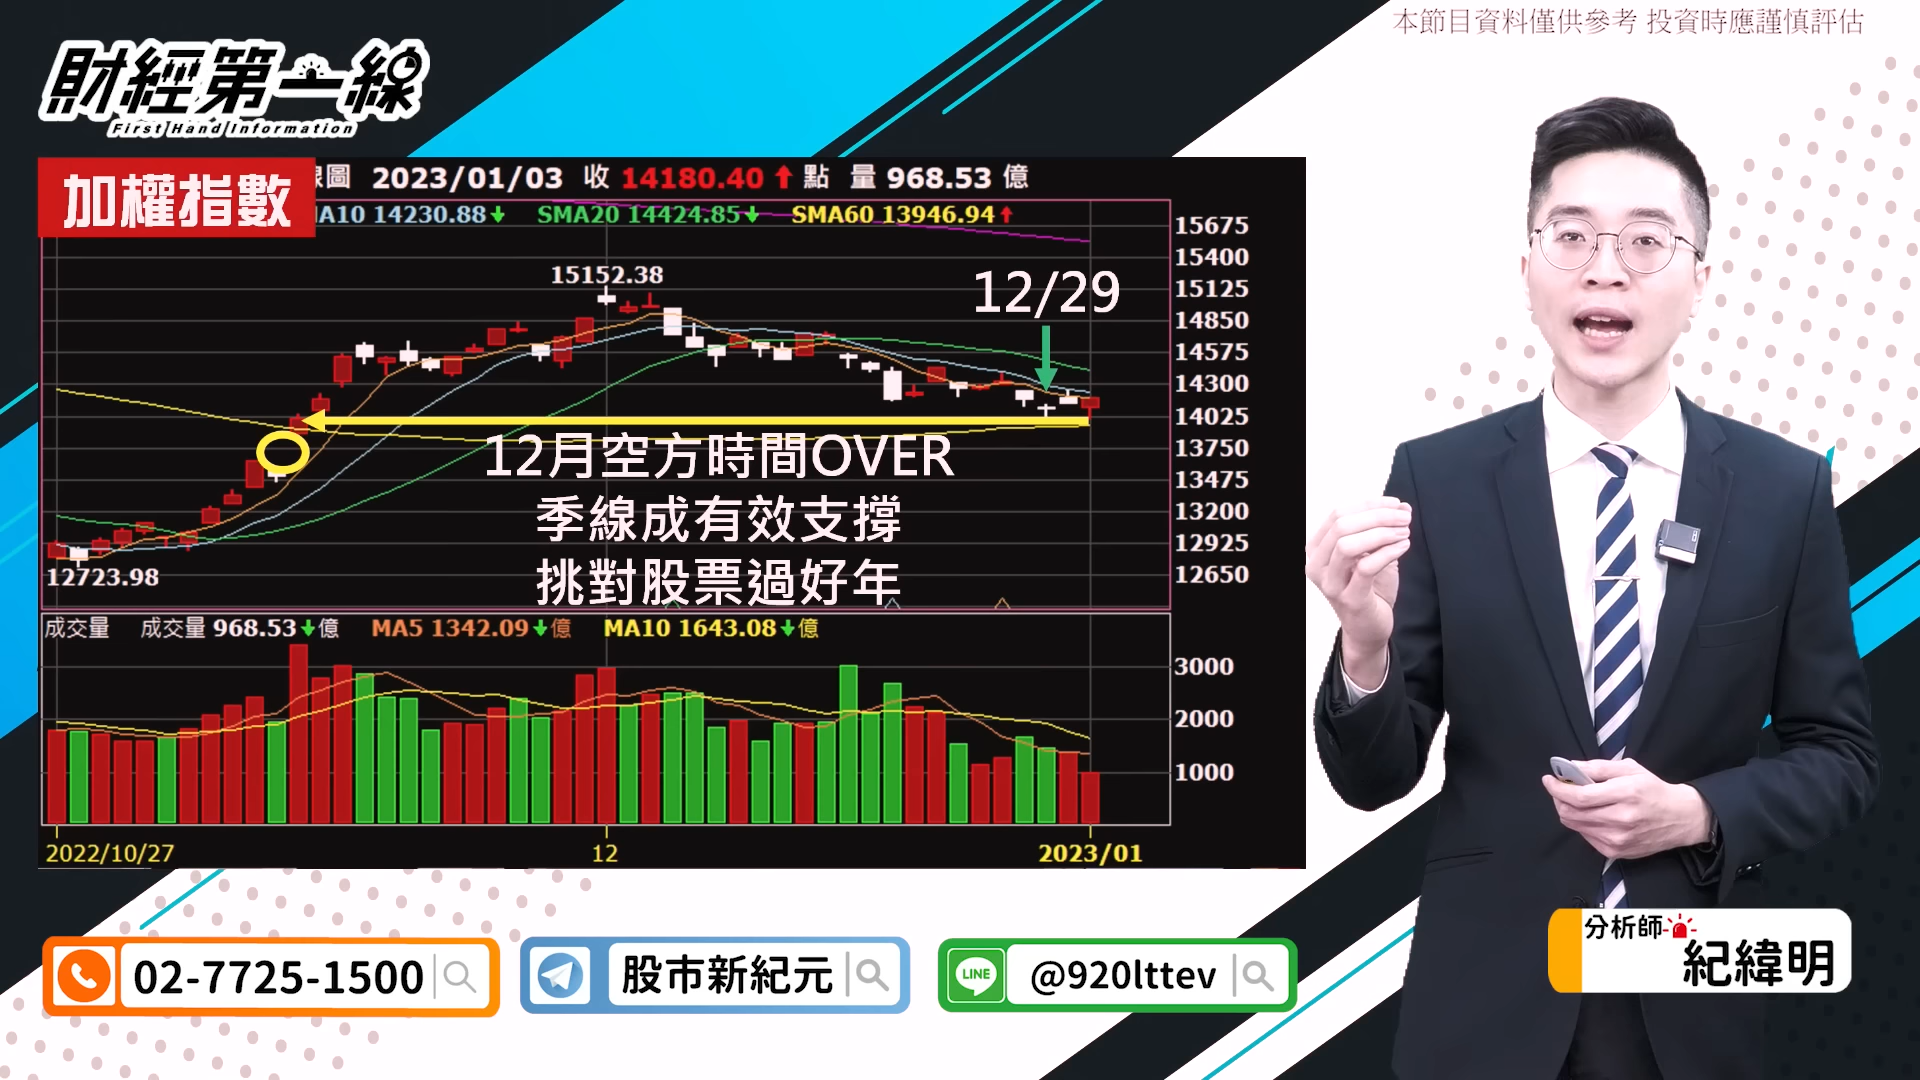 本節目資料僅供參考 投資時應謹慎評估
財經第一線
First Hand Information
加權指數
線圖 2023/01/03 收 14180.40 點 量 968.53 億
MA10 14230.88 SMA20 14424.85 SMA60 13946.94
15675
15400
15125
14850
14575
14300
14025
13750
13475
13200
12925
12650
15152.38
12/29
12月空方時間OVER
季線成有效支撐
挑對股票過好年
12723.98
成交量 成交量 968.53 億 MA5 1342.09 億 MA10 1643.08 億
3000
2000
1000
2022/10/27 12 2023/01
02-7725-1500
股市新紀元
LINE @920lttev
分析師
紀緯明